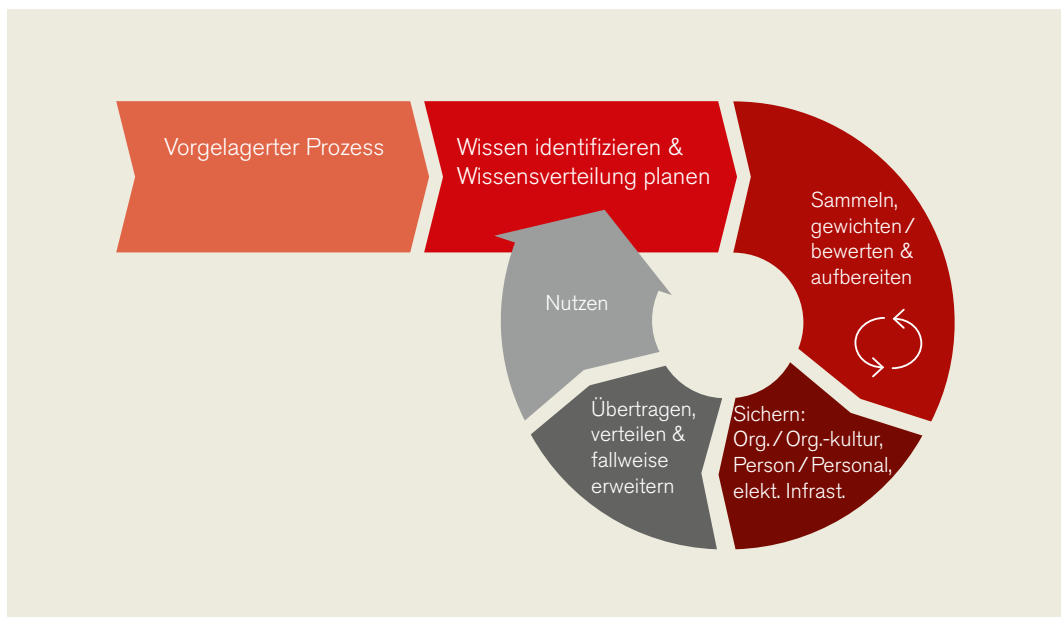 Vorgelagerter Prozess
Wissen identifizieren &
Wissensverteilung planen
Sammeln,
gewichten /
bewerten &
aufbereiten
Sichern:
Org. / Org.-kultur,
Person / Personal,
elekt. Infrast.
Übertragen,
verteilen &
fallweise
erweitern
Nutzen